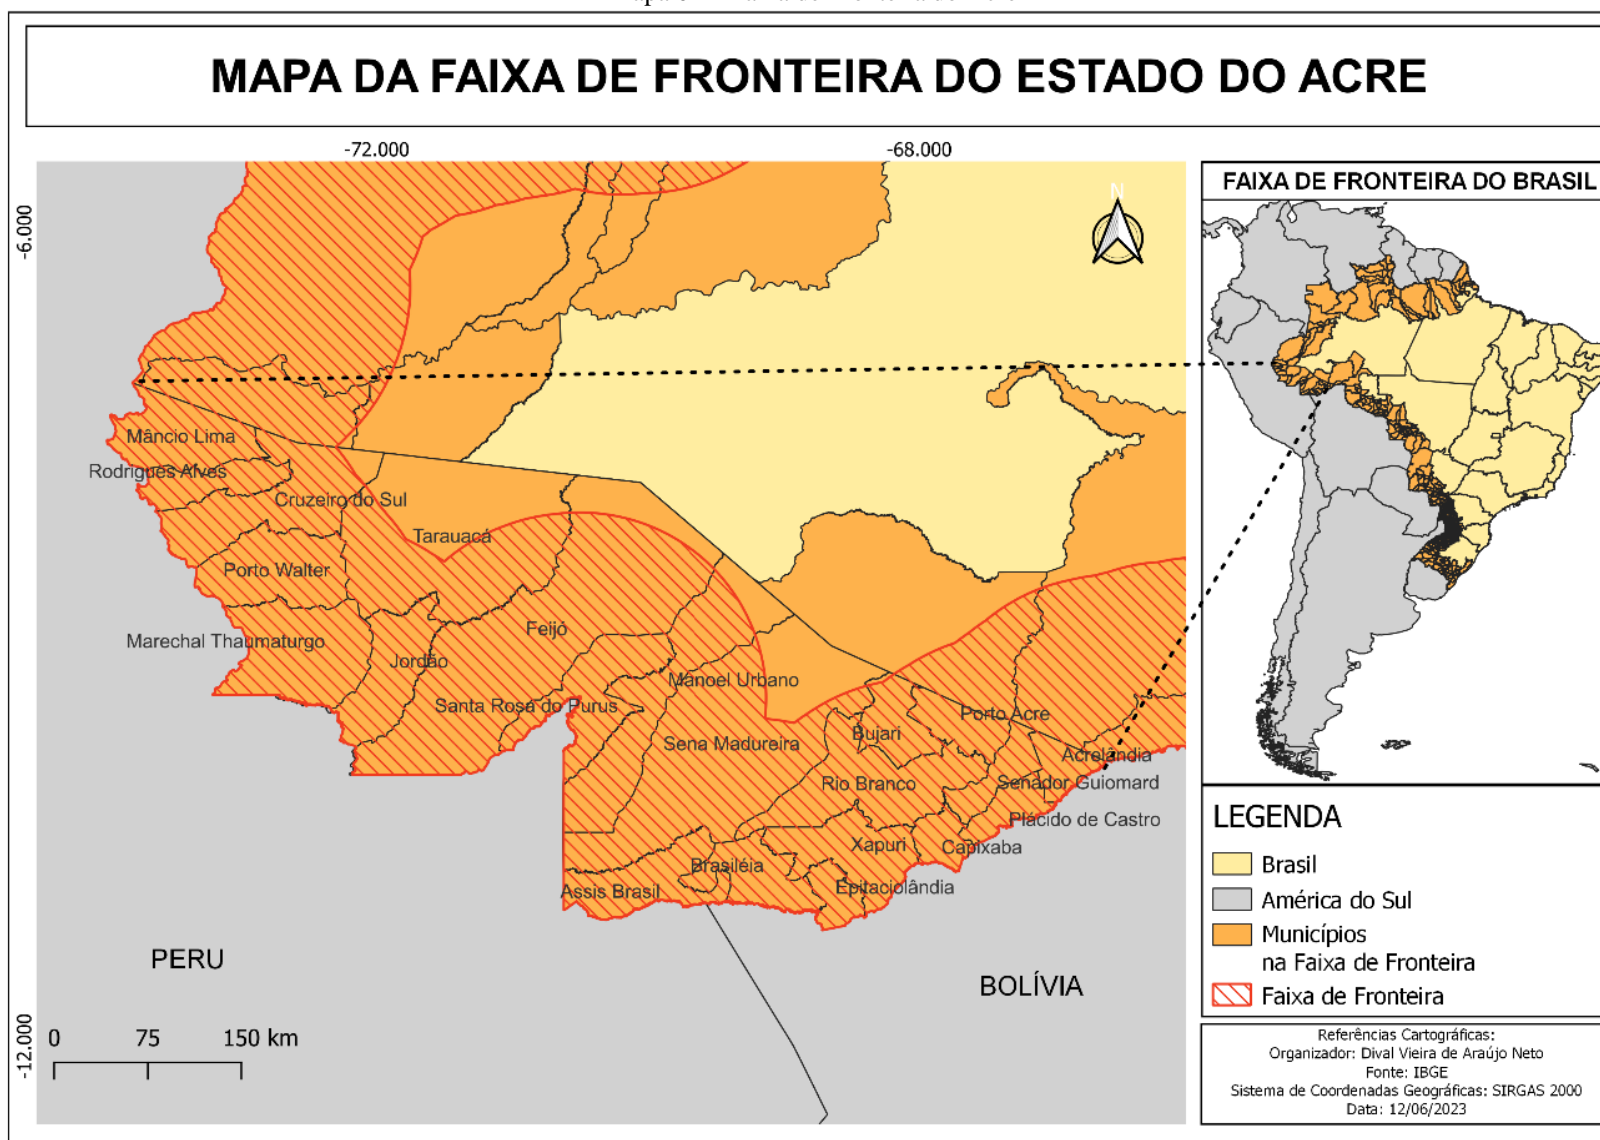 MAPA DA FAIXA DE FRONTEIRA DO ESTADO DO ACRE
-72.000
-68.000
-6.000
-12.000
N
Mâncio Lima
Rodrigues Alves
Cruzeiro do Sul
Tarauacá
Porto Walter
Feijó
Marechal Thaumaturgo
Jordão
Manoel Urbano
Santa Rosa do Purus
Porto Acre
Bujari
Sena Madureira
Acrelândia
Rio Branco
Senador Guiomard
Plácido de Castro
Xapuri
Capixaba
Brasiléia
Epitaciolândia
Assis Brasil
PERU
BOLÍVIA
0 75 150 km
FAIXA DE FRONTEIRA DO BRASIL
LEGENDA
Brasil
América do Sul
Municípios
na Faixa de Fronteira
Faixa de Fronteira
Referências Cartográficas:
Organizador: Dival Vieira de Araújo Neto
Fonte: IBGE
Sistema de Coordenadas Geográficas: SIRGAS 2000
Data: 12/06/2023